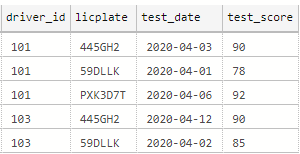 driver_id licplate test_date test_score
101 445GH2 2020-04-03 90
101 59DLLK 2020-04-01 78
101 PXK3D7T 2020-04-06 92
103 445GH2 2020-04-12 90
103 59DLLK 2020-04-02 85